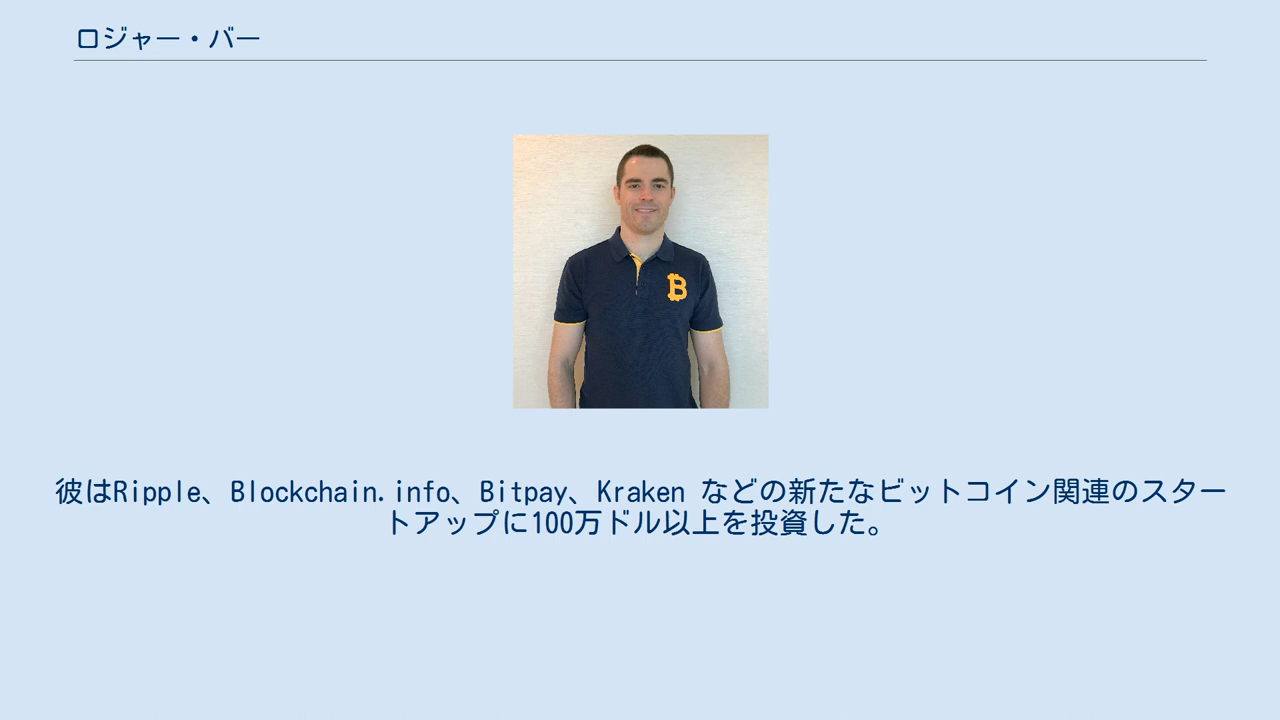 ロジャー・バー
彼はRipple、Blockchain.info、Bitpay、Kraken などの新たなビットコイン関連のスター
トアップに100万ドル以上を投資した。